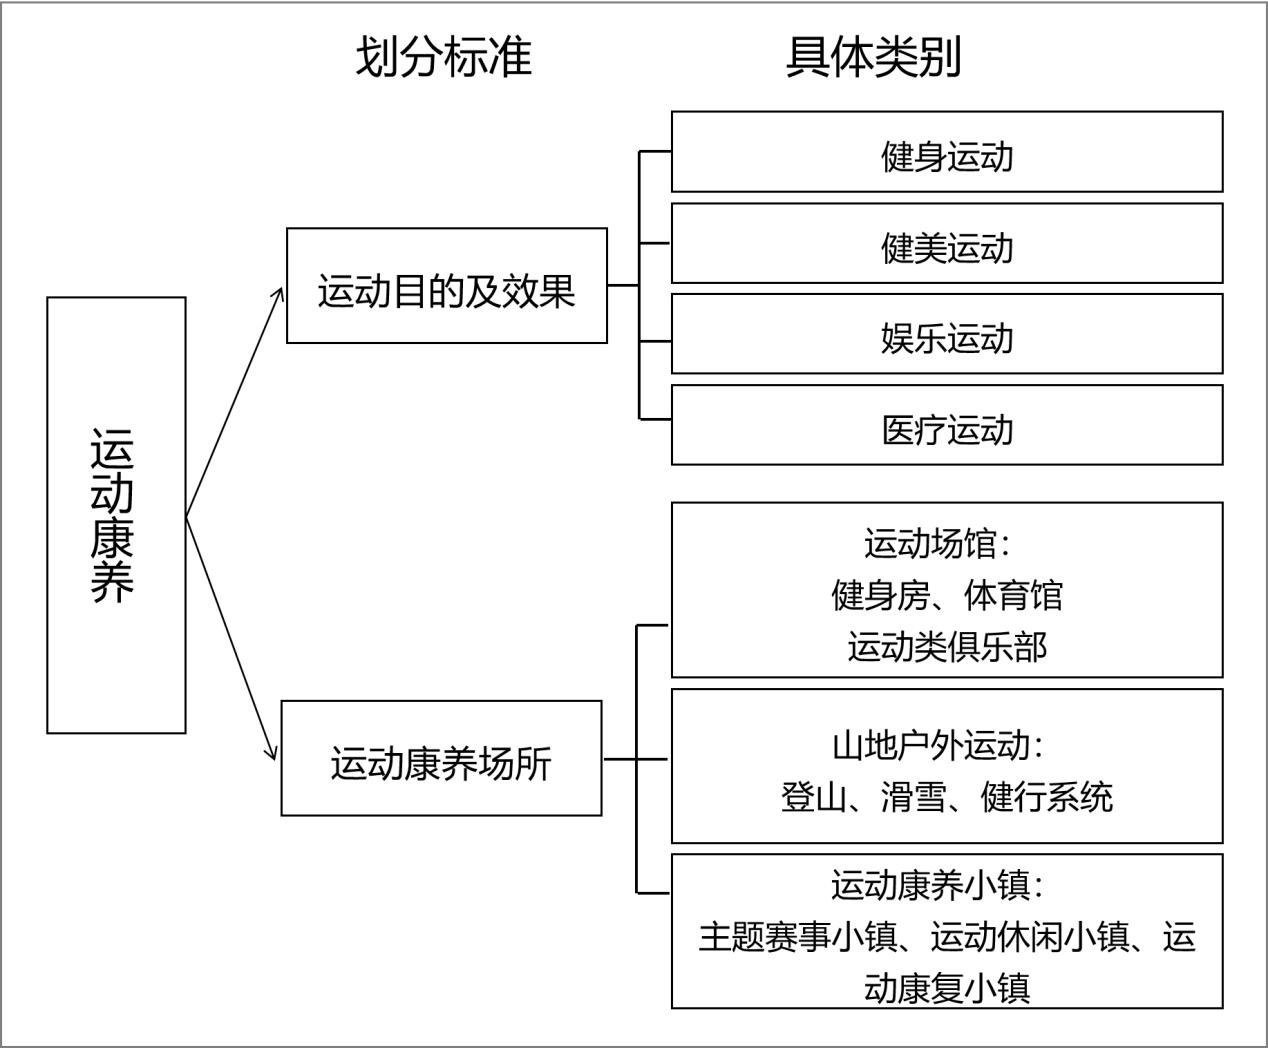 划分标准
具体类别
运动康养
运动目的及效果
健身运动
健美运动
娱乐运动
医疗运动
运动康养场所
运动场馆：
健身房、体育馆
运动类俱乐部
山地户外运动：
登山、滑雪、健行系统
运动康养小镇：
主题赛事小镇、运动休闲小镇、运
动康复小镇